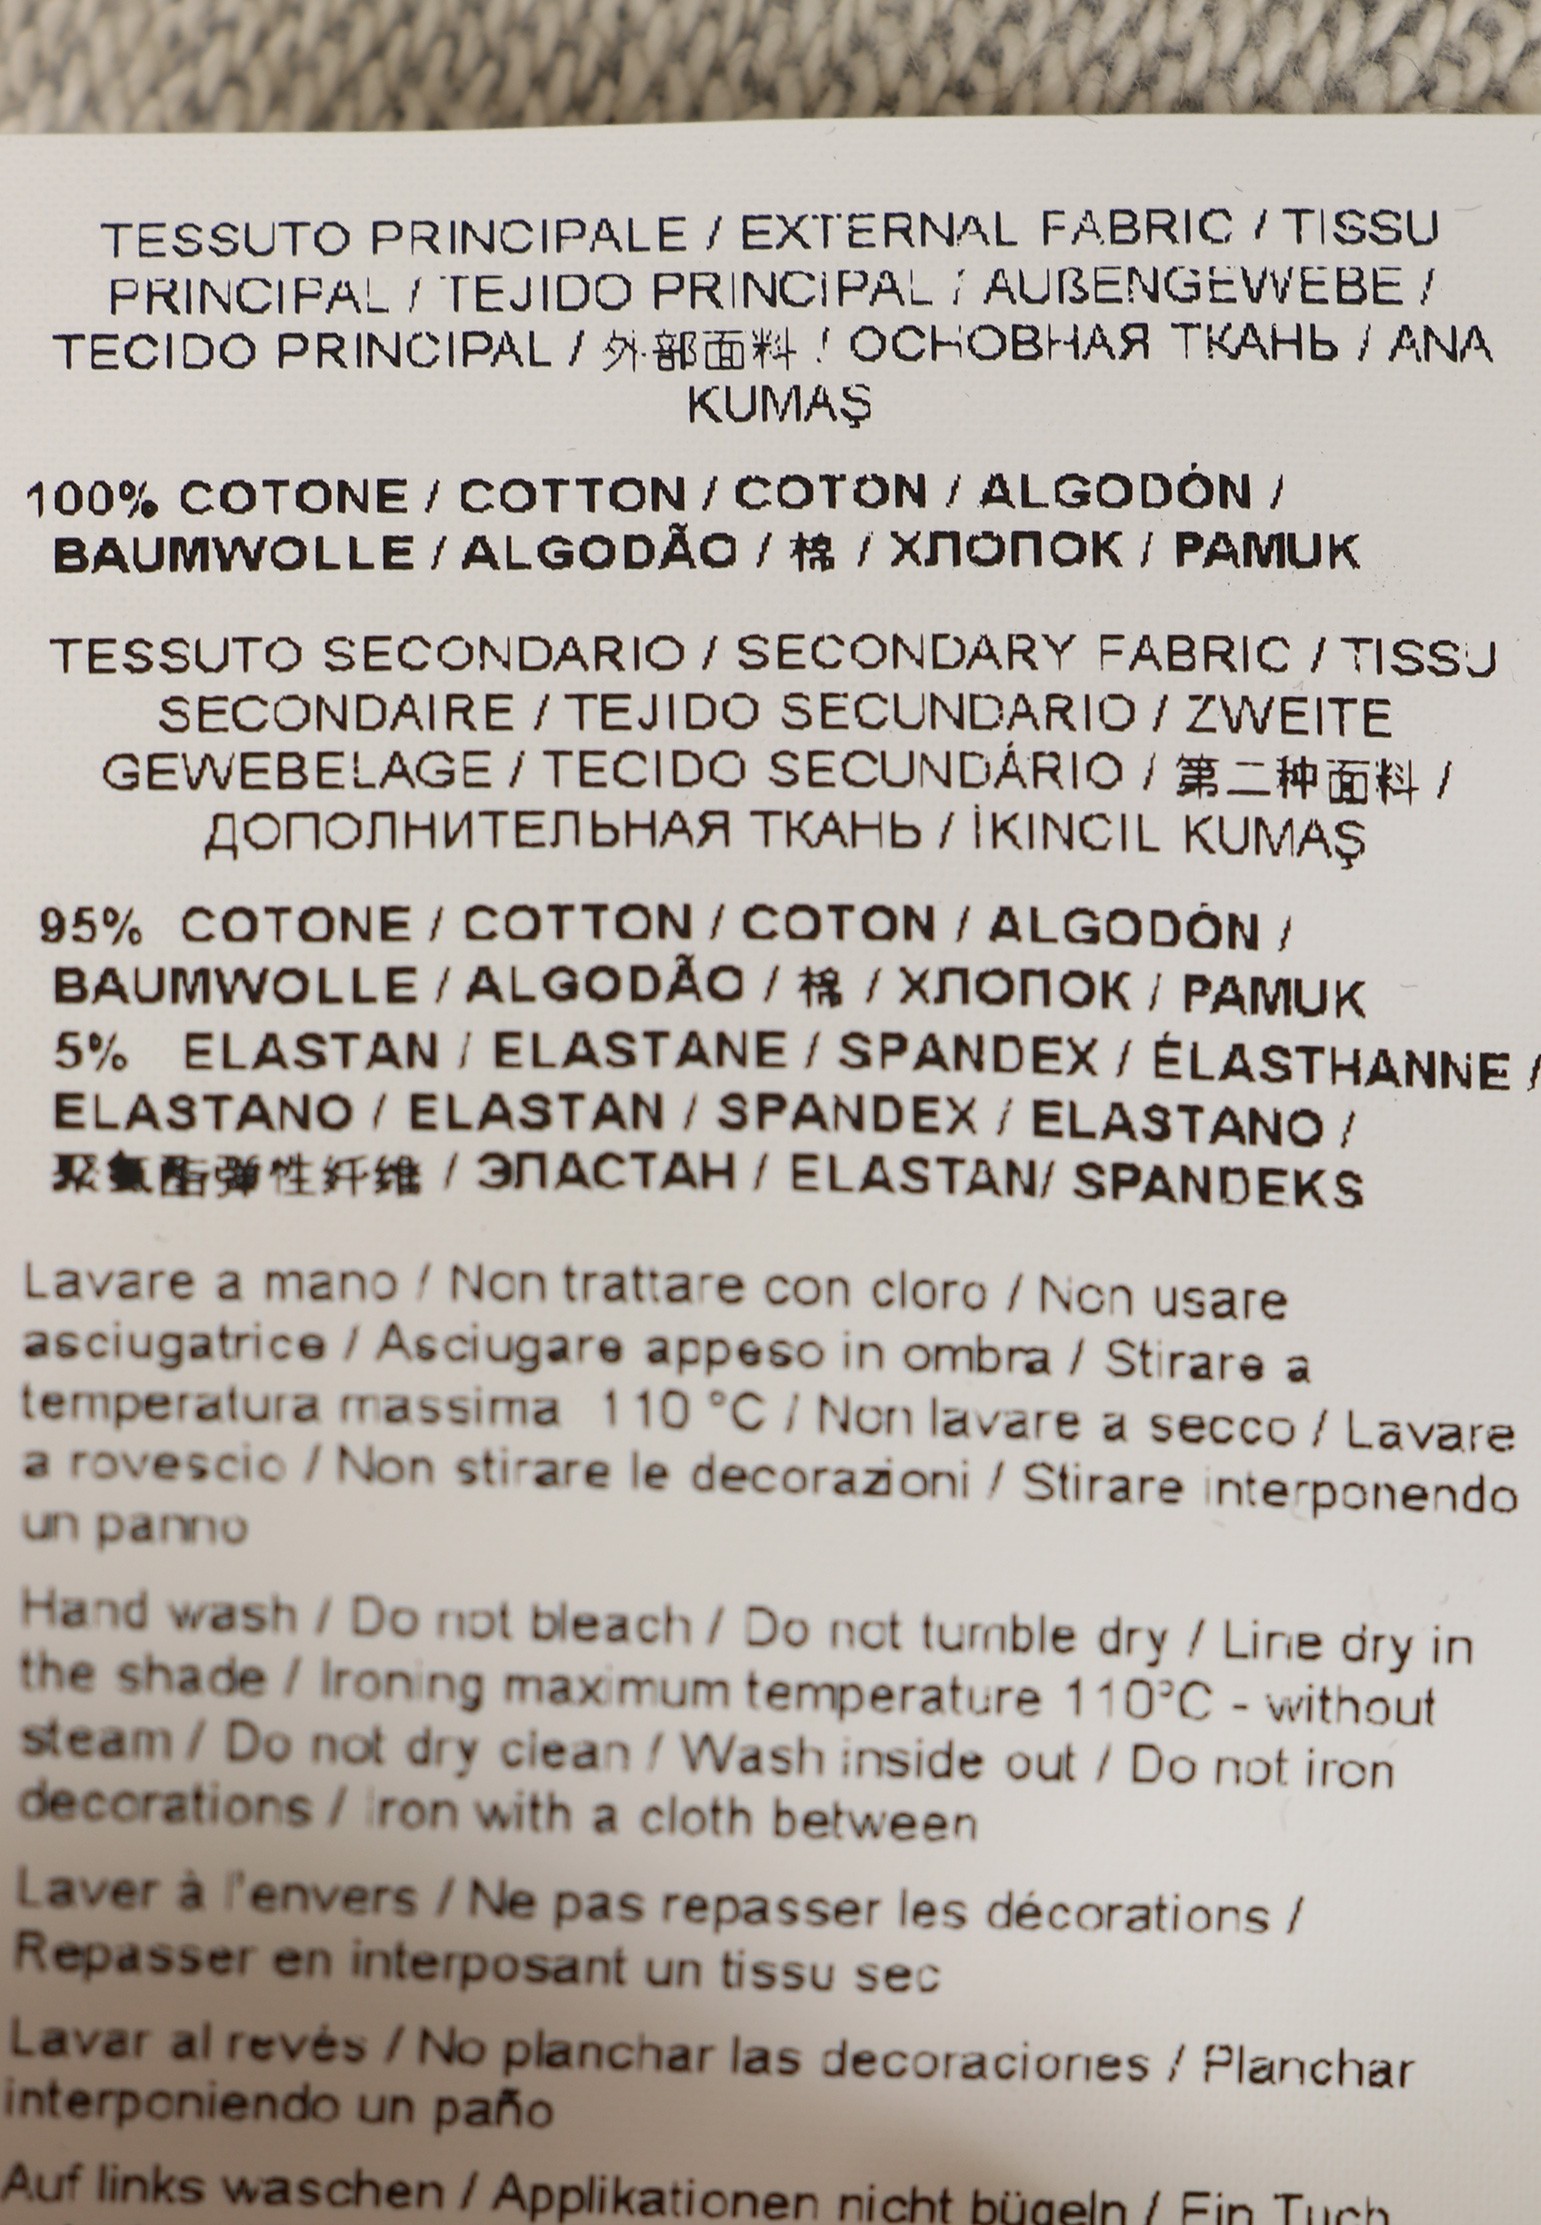 TESSUTO PRINCIPALE / EXTERNAL FABRIC / TISSU
PRINCIPAL / TEJIDO PRINCIPAL / AUßENGEWEBE /
TECIDO PRINCIPAL / 外部面料 / ОСНОВНАЯ ТКАНЬ / ANA
KUMAŞ
100% COTONE / COTTON / COTON / ALGODÓN /
BAUMWOLLE / ALGODÃO / 棉 / ХЛОПОК / PAMUK
TESSUTO SECONDARIO / SECONDARY FABRIC / TISSU
SECONDAIRE / TEJIDO SECUNDARIO / ZWEITE
GEWEBELAGE / TECIDO SECUNDÁRIO / 第二种面料 /
ДОПОЛНИТЕЛЬНАЯ ТКАНЬ / İKINCIL KUMAŞ
95% COTONE / COTTON / COTON / ALGODÓN /
BAUMWOLLE / ALGODÃO / 棉 / ХЛОПОК / PAMUK
5% ELASTAN / ELASTANE / SPANDEX / ÉLASTHANNE /
ELASTANO / ELASTAN / SPANDEX / ELASTANO /
聚氨酯弹性纤维 / ЭЛАСТАН / ELASTAN/ SPANDEKS
Lavare a mano / Non trattare con cloro / Non usare
asciugatrice / Asciugare appeso in ombra / Stirare a
temperatura massima 110 °C / Non lavare a secco / Lavare
a rovescio / Non stirare le decorazioni / Stirare interponendo
un panno
Hand wash / Do not bleach / Do not tumble dry / Line dry in
the shade / Ironing maximum temperature 110°C - without
steam / Do not dry clean / Wash inside out / Do not iron
decorations / Iron with a cloth between
Laver à l'envers / Ne pas repasser les décorations /
Repasser en interposant un tissu sec
Lavar al revés / No planchar las decoraciones / Planchar
interponiendo un paño
Auf links waschen / Applikationen nicht bügeln / Ein Tuch